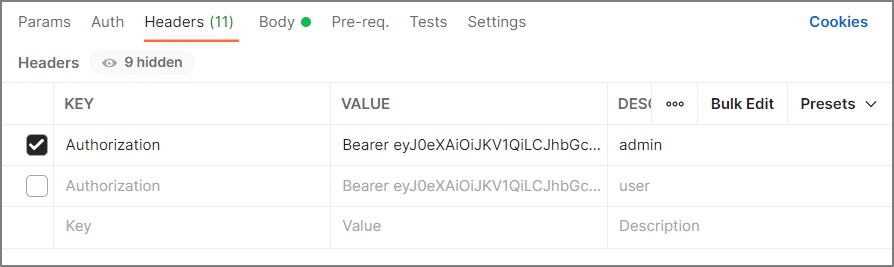 Params Auth Headers (11) Body Pre-req. Tests Settings Cookies
Headers 9 hidden
KEY VALUE DESC ooo Bulk Edit Presets
Authorization Bearer eyJ0eXAiOiJKV1QiLCJhbGc... admin
Authorization Bearer eyJ0eXAiOiJKV1QiLCJhbGc... user
Key Value Description